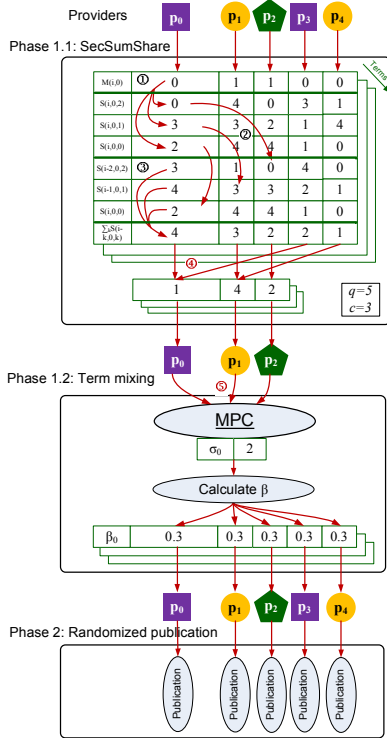 Providers
p0 p1 p2 p3 p4
Phase 1.1: SecSumShare
Terms
M(i,0) ① 0 1 1 0 0
S(i,0,2) 0 4 0 3 1
S(i,0,1) 3 3 2 1 4
②
S(i,0,0) 2 4 4 1 0
S(i-2,0,2) ③ 3 1 0 4 0
S(i-1,0,1) 4 3 3 2 1
S(i,0,0) 2 4 4 1 0
∑kS(i-
k,0,k) 4 3 2 2 1
④
1 4 2
q=5
c=3
p0 p1 p2
Phase 1.2: Term mixing
⑤
MPC
σ0 2
Calculate β
β0 0.3 0.3 0.3 0.3 0.3
p0 p1 p2 p3 p4
Phase 2: Randomized publication
Publication Publication Publication Publication Publication